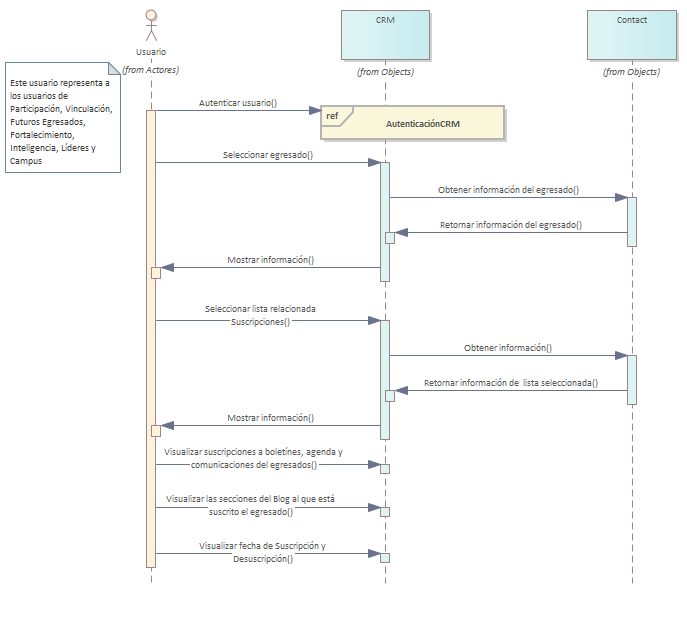 CRM
Contact
Usuario
(from Actores)
(from Objects)
(from Objects)
Este usuario representa a
los usuarios de
Participación, Vinculación,
Futuros Egresados,
Fortalecimiento,
Inteligencia, Líderes y
Campus
Autenticar usuario()
ref
AutenticaciónCRM
Seleccionar egresado()
Obtener información del egresado()
Retornar información del egresado()
Mostrar información()
Seleccionar lista relacionada
Suscripciones()
Obtener información()
Retornar información de lista seleccionada()
Mostrar información()
Visualizar suscripciones a boletínes, agenda y
comunicaciones del egresados()
Visualizar las secciones del Blog al que está
suscrito el egresado()
Visualizar fecha de Suscripción y
Desuscripción()